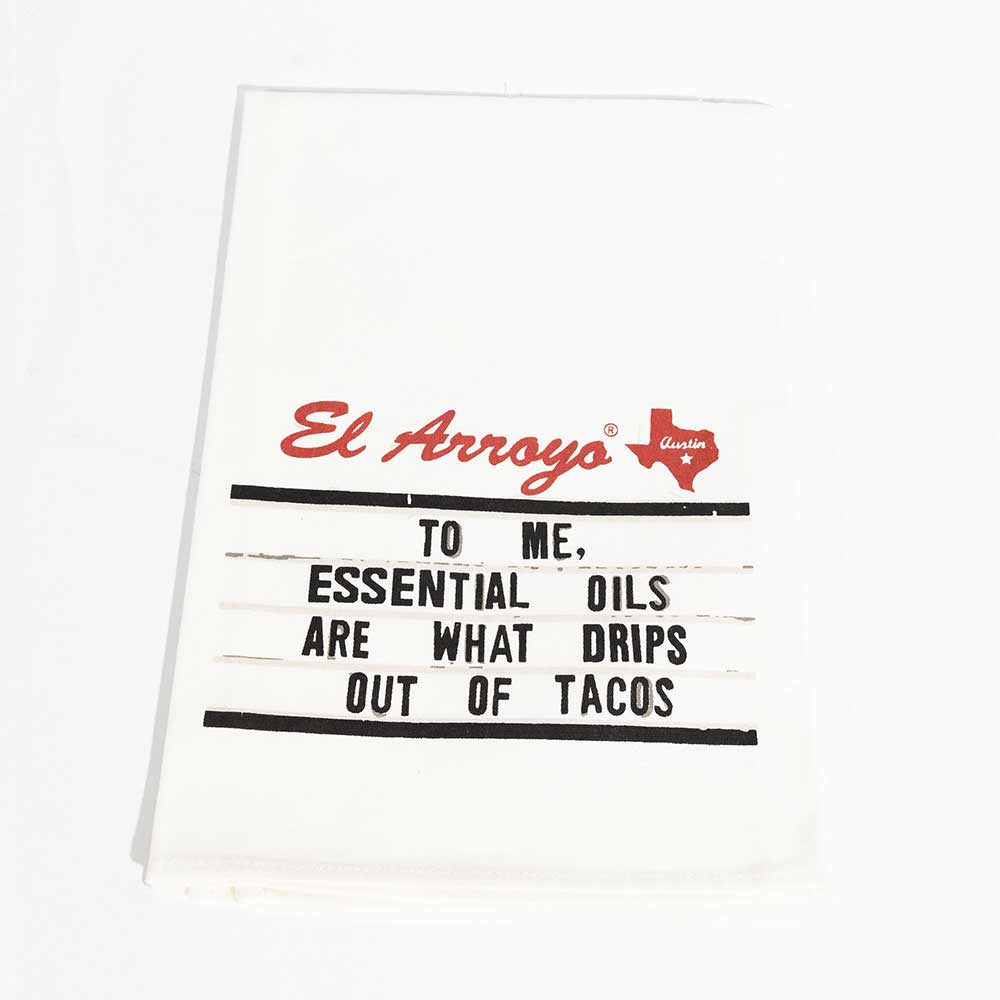 El Arroyo®
Austin
TO ME,
ESSENTIAL OILS
ARE WHAT DRIPS
OUT OF TACOS